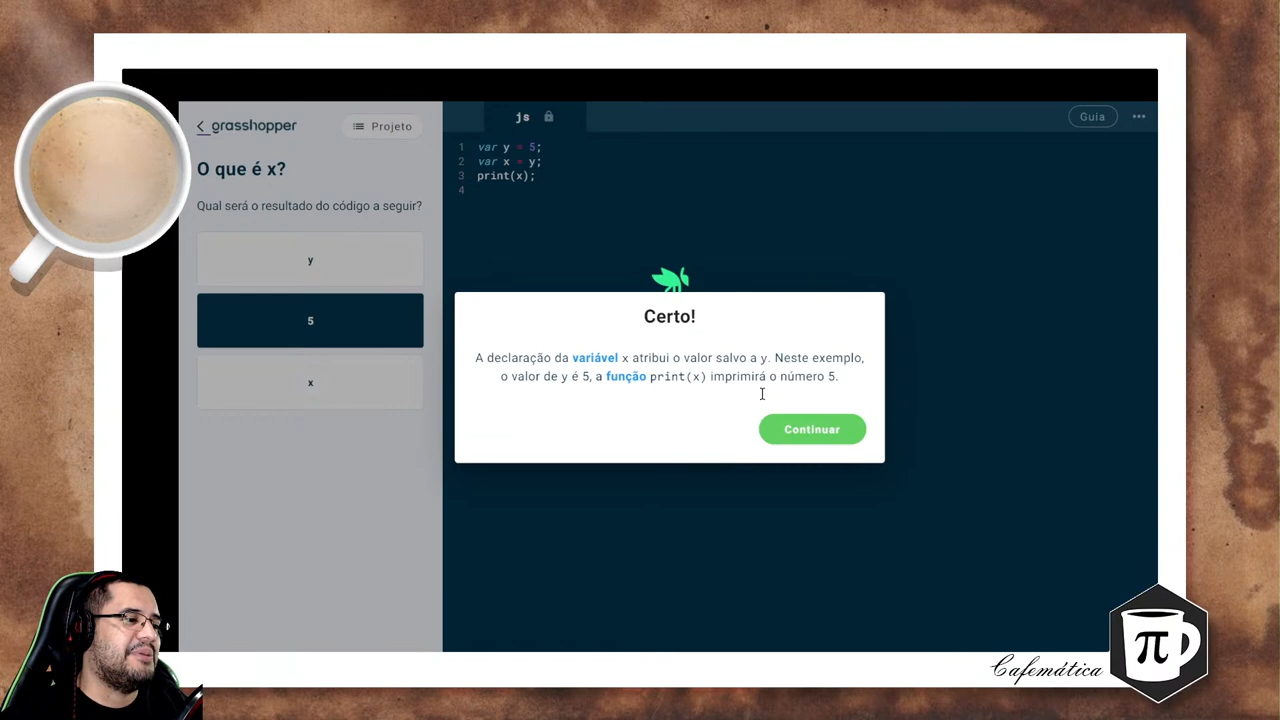 grasshopper
Projeto
js
Guia
O que é x?
Qual será o resultado do código a seguir?
y
5
x
1 var y = 5;
2 var x = y;
3 print(x);
4
Certo!
A declaração da variável x atribui o valor salvo a y. Neste exemplo,
o valor de y é 5, a função print(x) imprimirá o número 5.
Continuar
Cafemática
π